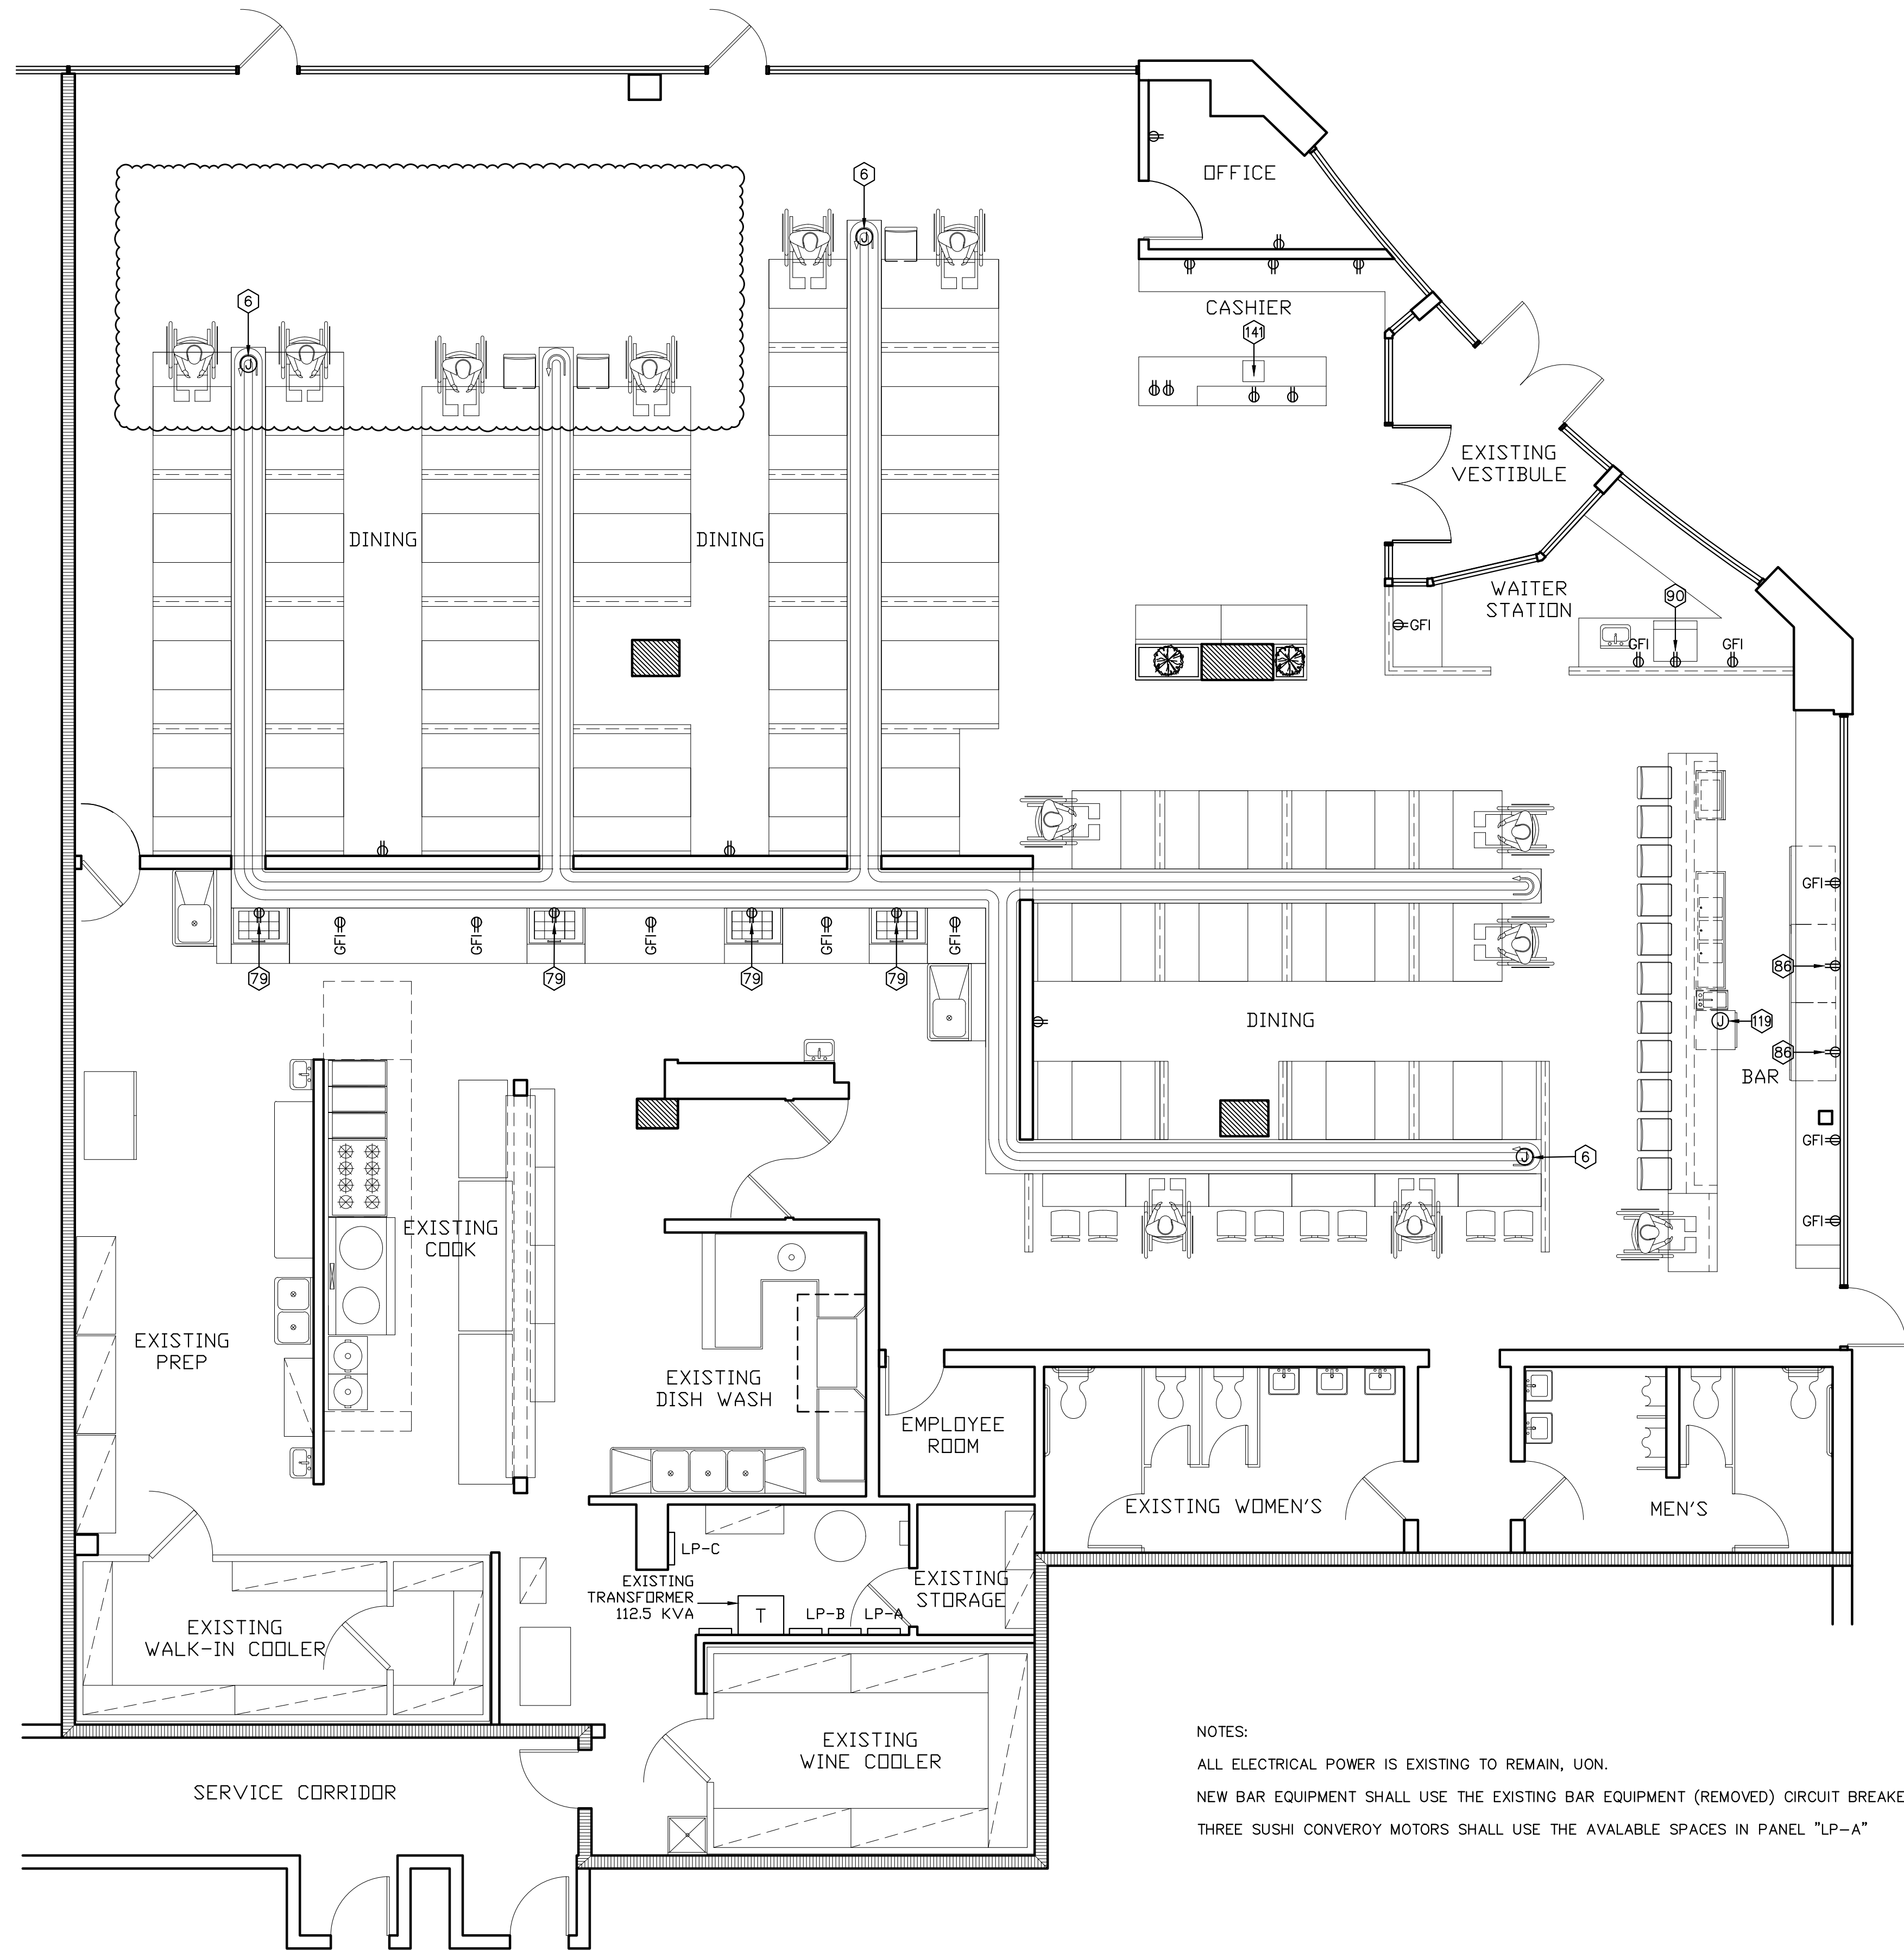 6
OFFICE
J
6
CASHIER
141
J
EXISTING
VESTIBULE
DINING
DINING
WAITER
STATION
90
GFI
GFI
GFI
GFI
86
79
79
79
79
GFI
GFI
GFI
GFI
GFI
DINING
J
119
86
BAR
GFI
J
6
GFI
EXISTING
COOK
EXISTING
PREP
EXISTING
DISH WASH
EMPLOYEE
ROOM
EXISTING WOMEN'S
MEN'S
LP-C
EXISTING
TRANSFORMER
112.5 KVA
T
LP-B
LP-A
EXISTING
STORAGE
EXISTING
WALK-IN COOLER
EXISTING
WINE COOLER
SERVICE CORRIDOR
NOTES:
ALL ELECTRICAL POWER IS EXISTING TO REMAIN, UON.
NEW BAR EQUIPMENT SHALL USE THE EXISTING BAR EQUIPMENT (REMOVED) CIRCUIT BREAKE
THREE SUSHI CONVEROY MOTORS SHALL USE THE AVALABLE SPACES IN PANEL "LP-A"